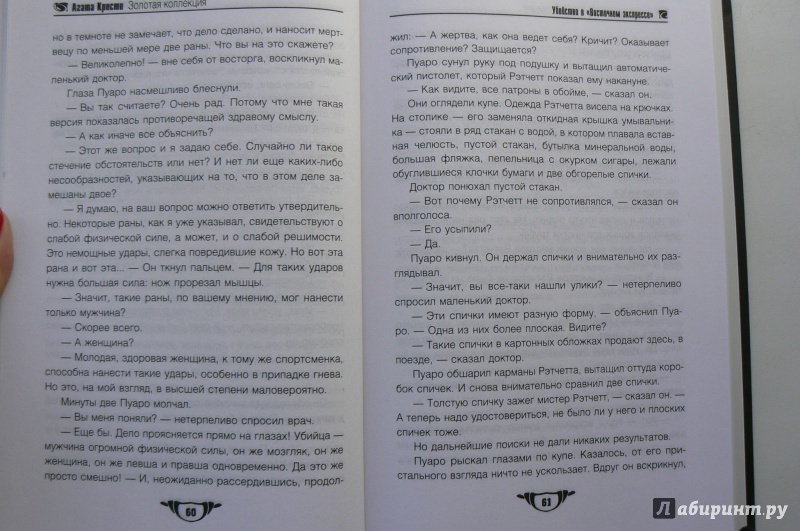 Агата Кристи Золотая коллекция
но в темноте не замечает, что дело сделано, и наносит мерт-
вецу по меньшей мере две раны. Что вы на это скажете?
— Великолепно! — вне себя от восторга, воскликнул ма-
ленький доктор.
Глаза Пуаро насмешливо блеснули.
— Вы так считаете? Очень рад. Потому что мне такая
версия показалась противоречащей здравому смыслу.
— А как иначе все объяснить?
— Этот же вопрос и я задаю себе. Случайно ли такое
стечение обстоятельств или нет? И нет ли еще каких-либо
несообразностей, указывающих на то, что в этом деле за-
мешаны двое?
— Я думаю, на ваш вопрос можно ответить утвердитель-
но. Некоторые раны, как я уже указывал, свидетельствуют о
слабой физической силе, а может, и о слабой решимости.
Это немощные удары, слегка повредившие кожу. Но вот эта
рана и вот эта... — Он ткнул пальцем. — Для таких ударов
нужна большая сила: нож прорезал мышцы.
— Значит, такие раны, по вашему мнению, мог нанести
только мужчина?
— Скорее всего.
— А женщина?
— Молодая, здоровая женщина, к тому же спортсменка,
способна нанести такие удары, особенно в припадке гнева.
Но это, на мой взгляд, в высшей степени маловероятно.
Минуты две Пуаро молчал.
— Вы меня поняли? — нетерпеливо спросил врач.
— Еще бы. Дело проясняется прямо на глазах! Убийца —
мужчина огромной физической силы, он же мозгляк, он же
женщина, он же левша и правша одновременно. Да это же
просто смешно! — И, неожиданно рассердившись, продол-
60
Убийство в «Восточном экспрессе»
жил: — А жертва, как она ведет себя? Кричит? Оказывает
сопротивление? Защищается?
Пуаро сунул руку под подушку и вытащил автоматиче-
ский пистолет, который Рэтчетт показал ему накануне.
— Как видите, все патроны в обойме, — сказал он.
Они оглядели купе. Одежда Рэтчетта висела на крючках.
На столике — его заменяла откидная крышка умывальни-
ка — стояли в ряд стакан с водой, в котором плавала встав-
ная челюсть, пустой стакан, бутылка минеральной воды,
большая фляжка, пепельница с окурком сигары, лежали
обуглившиеся клочки бумаги и две обгорелые спички.
Доктор понюхал пустой стакан.
— Вот почему Рэтчетт не сопротивлялся, — сказал он
вполголоса.
— Его усыпили?
— Да.
Пуаро кивнул. Он держал спички и внимательно их раз-
глядывал.
— Значит, вы все-таки нашли улики? — нетерпеливо
спросил маленький доктор.
— Эти спички имеют разную форму, — объяснил Пуа-
ро. — Одна из них более плоская. Видите?
— Такие спички в картонных обложках продают здесь, в
поезде, — сказал доктор.
Пуаро обшарил карманы Рэтчетта, вытащил оттуда коро-
бок спичек. И снова внимательно сравнил две спички.
— Толстую спичку зажег мистер Рэтчетт, — сказал он. —
А теперь надо удостовериться, не было ли у него и плоских
спичек тоже.
Но дальнейшие поиски не дали никаких результатов.
Пуаро рыскал глазами по купе. Казалось, от его при-
стального взгляда ничто не ускользает. Вдруг он вскрикнул,
61
Лабиринт.ру